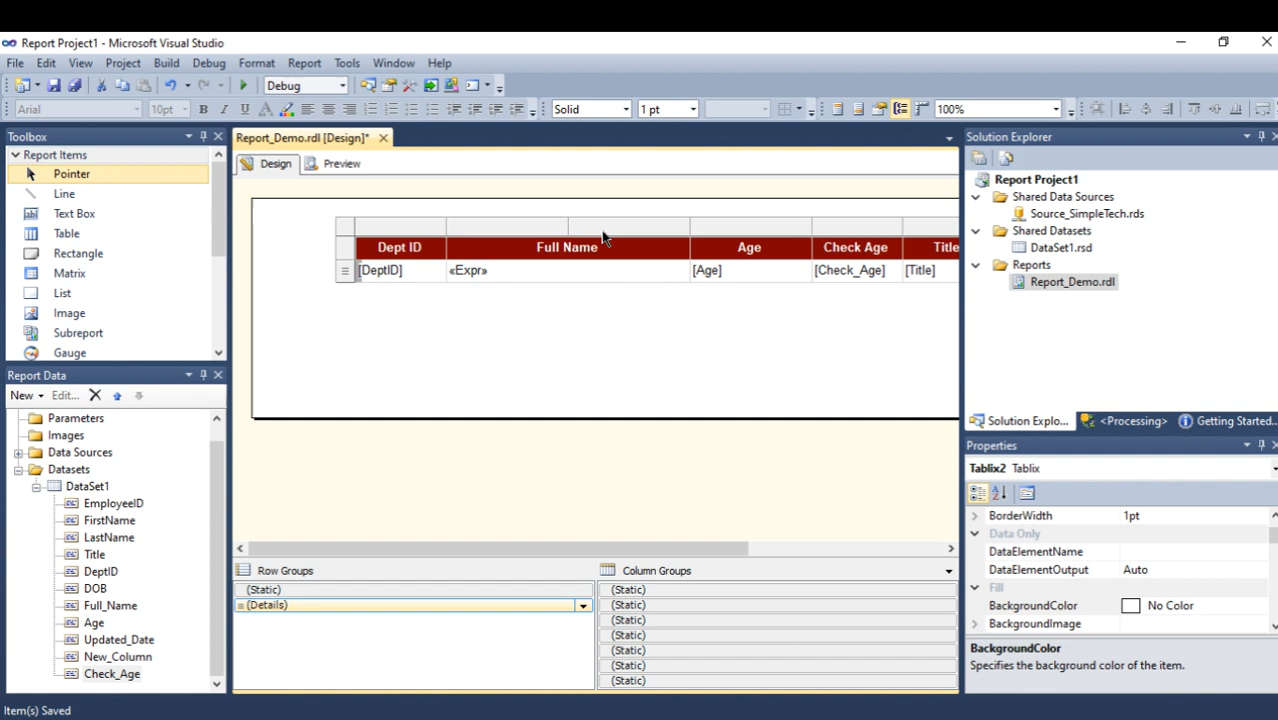 Report Project1 - Microsoft Visual Studio
File Edit View Project Build Debug Format Report Tools Window Help
Debug
Arial 10pt B I U A Solid 1 pt 100%
Toolbox
Report Items
Pointer
Line
Text Box
Table
Rectangle
Matrix
List
Image
Subreport
Gauge
Report Data
New Edit...
Parameters
Images
Data Sources
Datasets
DataSet1
EmployeeID
FirstName
LastName
Title
DeptID
DOB
Full_Name
Age
Updated_Date
New_Column
Check_Age
Item(s) Saved
Report_Demo.rdl [Design]*
Design Preview
Dept ID Full Name Age Check Age Title
[DeptID] «Expr» [Age] [Check_Age] [Title]
Row Groups
(Static)
(Details)
Column Groups
(Static)
(Static)
(Static)
(Static)
(Static)
(Static)
(Static)
Solution Explorer
Report Project1
Shared Data Sources
Source_SimpleTech.rds
Shared Datasets
DataSet1.rsd
Reports
Report_Demo.rdl
Solution Explo... <Processing> Getting Started...
Properties
Tablix2 Tablix
BorderWidth 1pt
Data Only
DataElementName
DataElementOutput Auto
Fill
BackgroundColor No Color
BackgroundImage
BackgroundColor
Specifies the background color of the item.